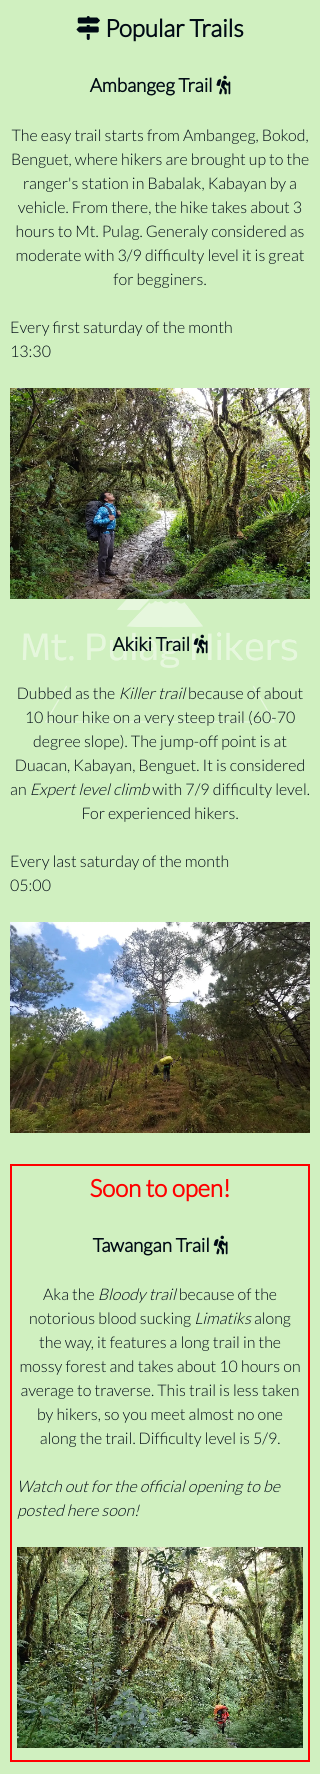 Popular Trails
Ambangeg Trail
The easy trail starts from Ambangeg, Bokod,
Benguet, where hikers are brought up to the
ranger's station in Babalak, Kabayan by a
vehicle. From there, the hike takes about 3
hours to Mt. Pulag. Generaly considered as
moderate with 3/9 difficulty level it is great
for begginers.
Every first saturday of the month
13:30
Mt. Pulag Hikers
Akiki Trail
Dubbed as the Killer trail because of about
10 hour hike on a very steep trail (60-70
degree slope). The jump-off point is at
Duacan, Kabayan, Benguet. It is considered
an Expert level climb with 7/9 difficulty level.
For experienced hikers.
Every last saturday of the month
05:00
Soon to open!
Tawangan Trail
Aka the Bloody trail because of the
notorious blood sucking Limatiks along
the way, it features a long trail in the
mossy forest and takes about 10 hours on
average to traverse. This trail is less taken
by hikers, so you meet almost no one
along the trail. Difficulty level is 5/9.
Watch out for the official opening to be
posted here soon!